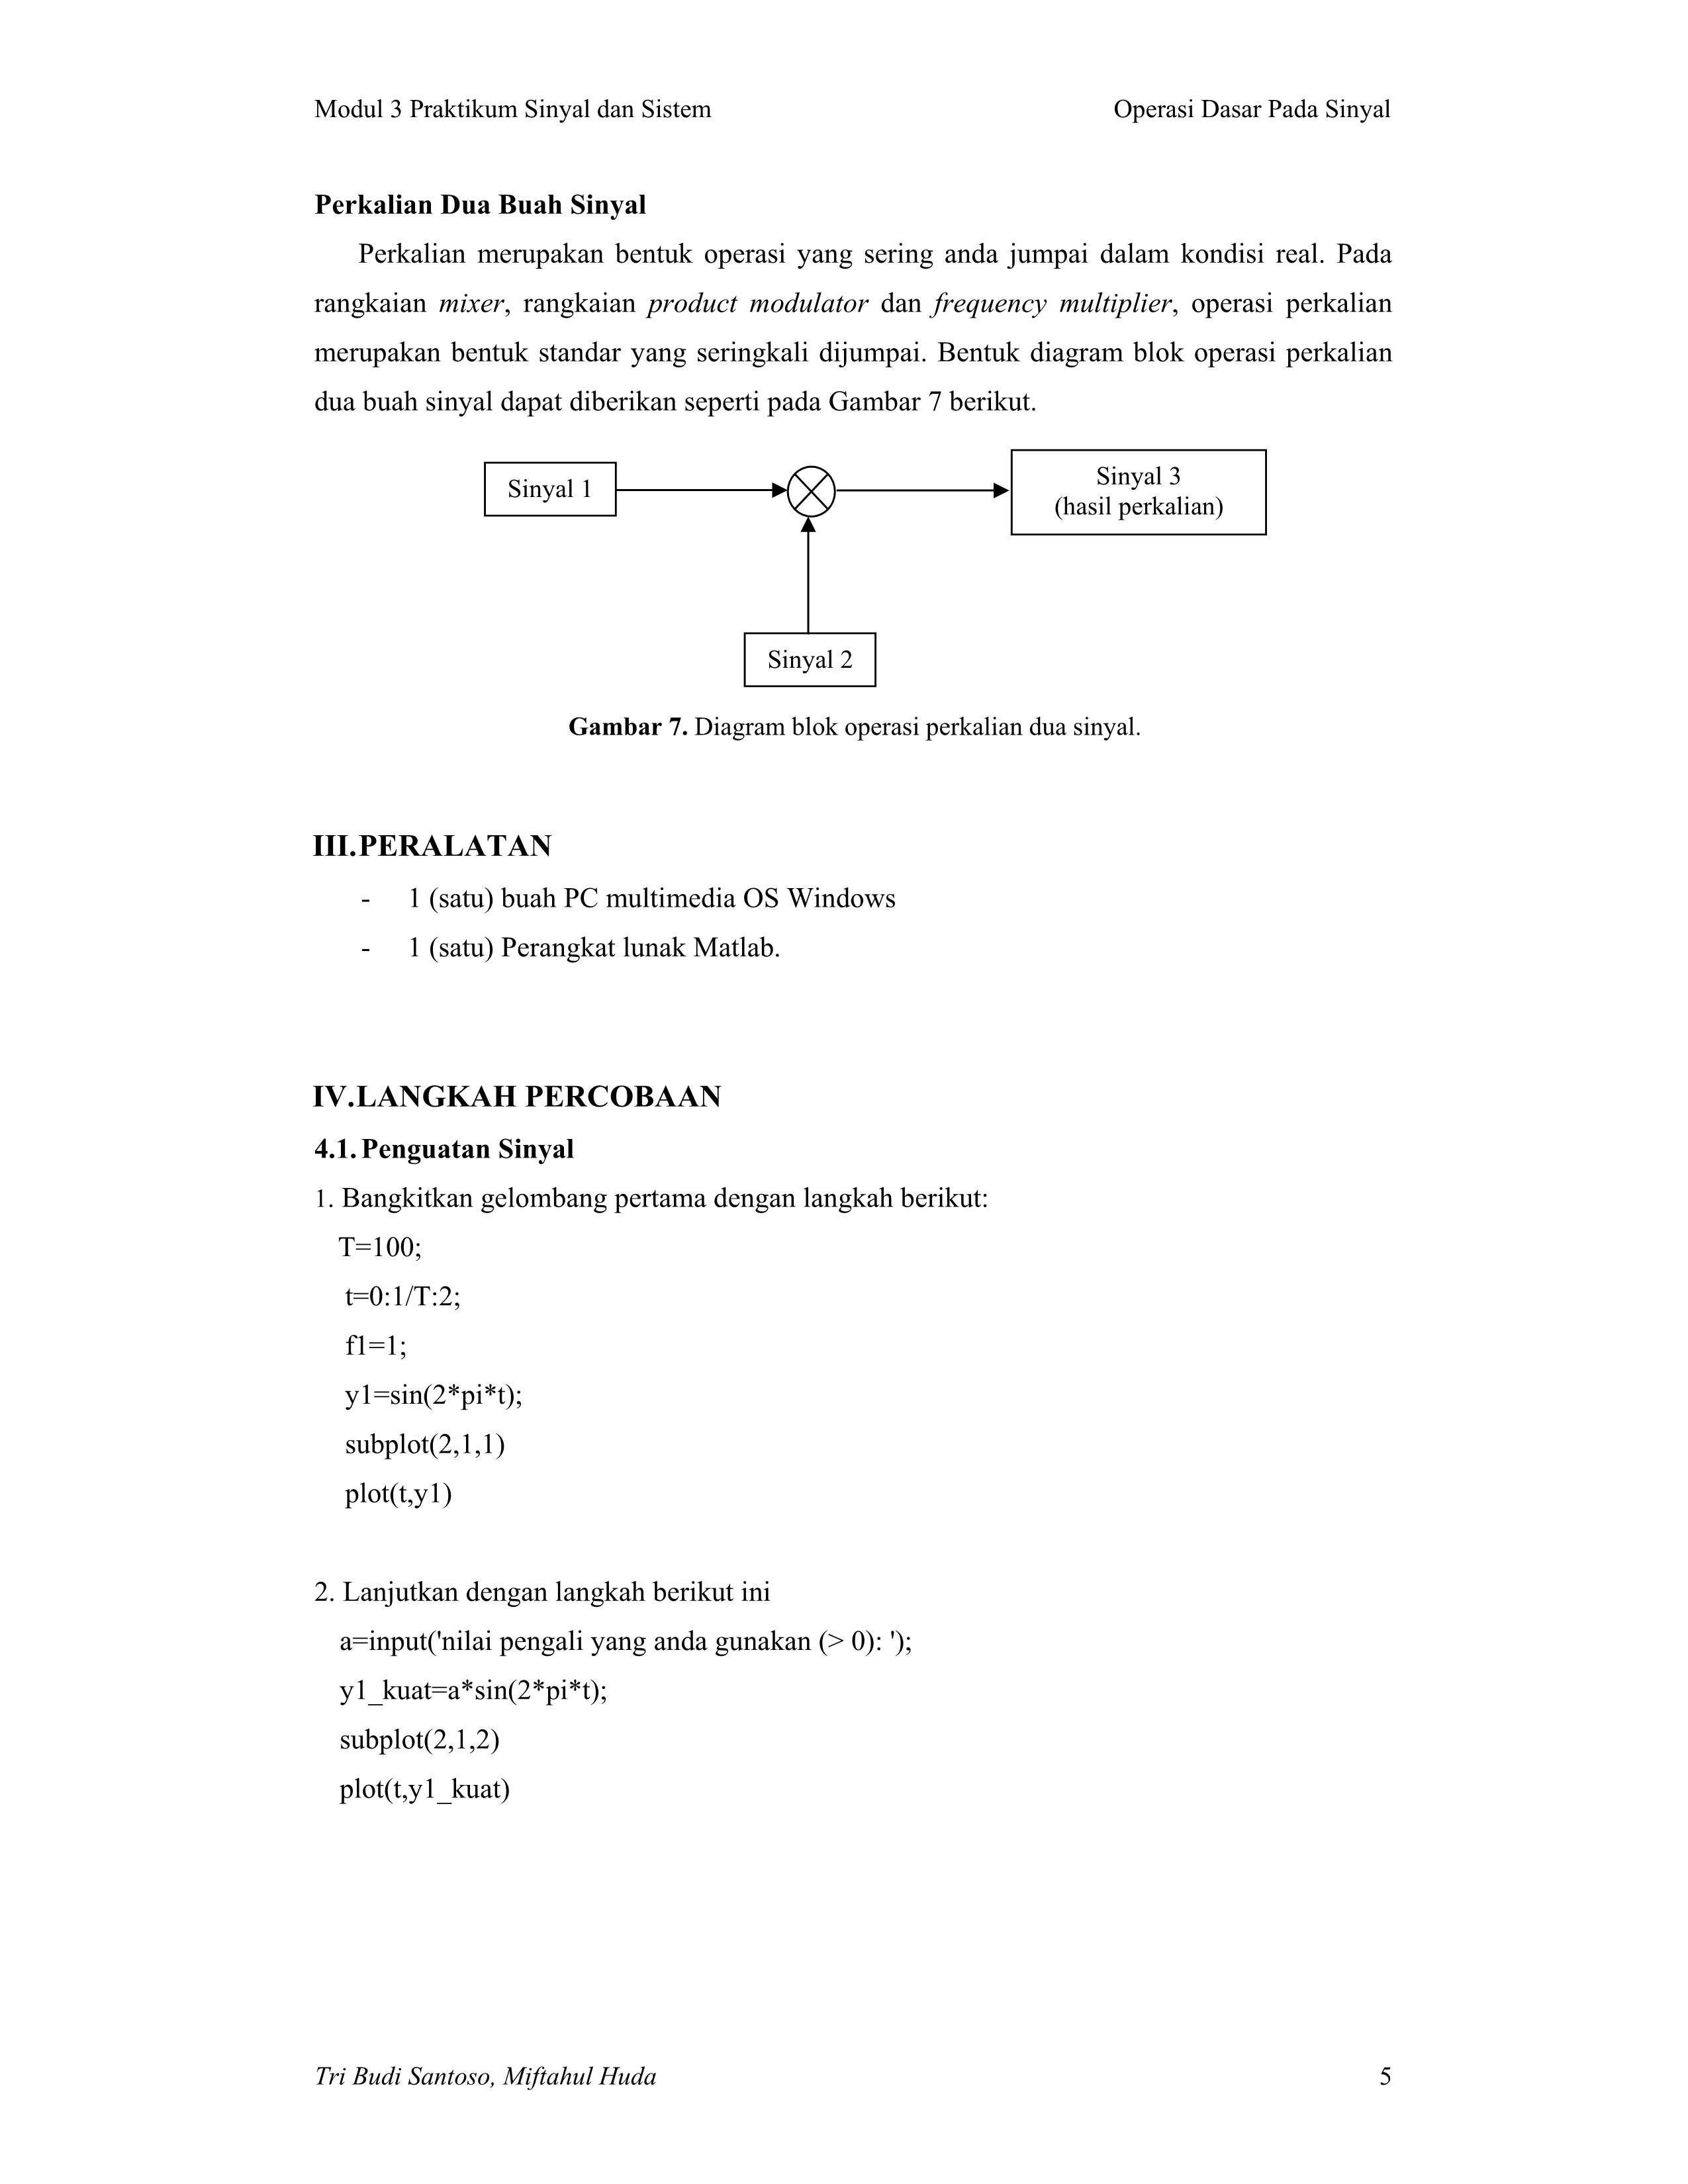 Modul 3 Praktikum Sinyal dan Sistem Operasi Dasar Pada Sinyal
Perkalian Dua Buah Sinyal
Perkalian merupakan bentuk operasi yang sering anda jumpai dalam kondisi real. Pada
rangkaian mixer, rangkaian product modulator dan frequency multiplier, operasi perkalian
merupakan bentuk standar yang seringkali dijumpai. Bentuk diagram blok operasi perkalian
dua buah sinyal dapat diberikan seperti pada Gambar 7 berikut.
Sinyal 1
Sinyal 3
(hasil perkalian)
Sinyal 2
Gambar 7. Diagram blok operasi perkalian dua sinyal.
III.PERALATAN
- 1 (satu) buah PC multimedia OS Windows
- 1 (satu) Perangkat lunak Matlab.
IV.LANGKAH PERCOBAAN
4.1. Penguatan Sinyal
1. Bangkitkan gelombang pertama dengan langkah berikut:
T=100;
t=0:1/T:2;
f1=1;
y1=sin(2*pi*t);
subplot(2,1,1)
plot(t,y1)
2. Lanjutkan dengan langkah berikut ini
a=input('nilai pengali yang anda gunakan (> 0): ');
y1_kuat=a*sin(2*pi*t);
subplot(2,1,2)
plot(t,y1_kuat)
Tri Budi Santoso, Miftahul Huda 5